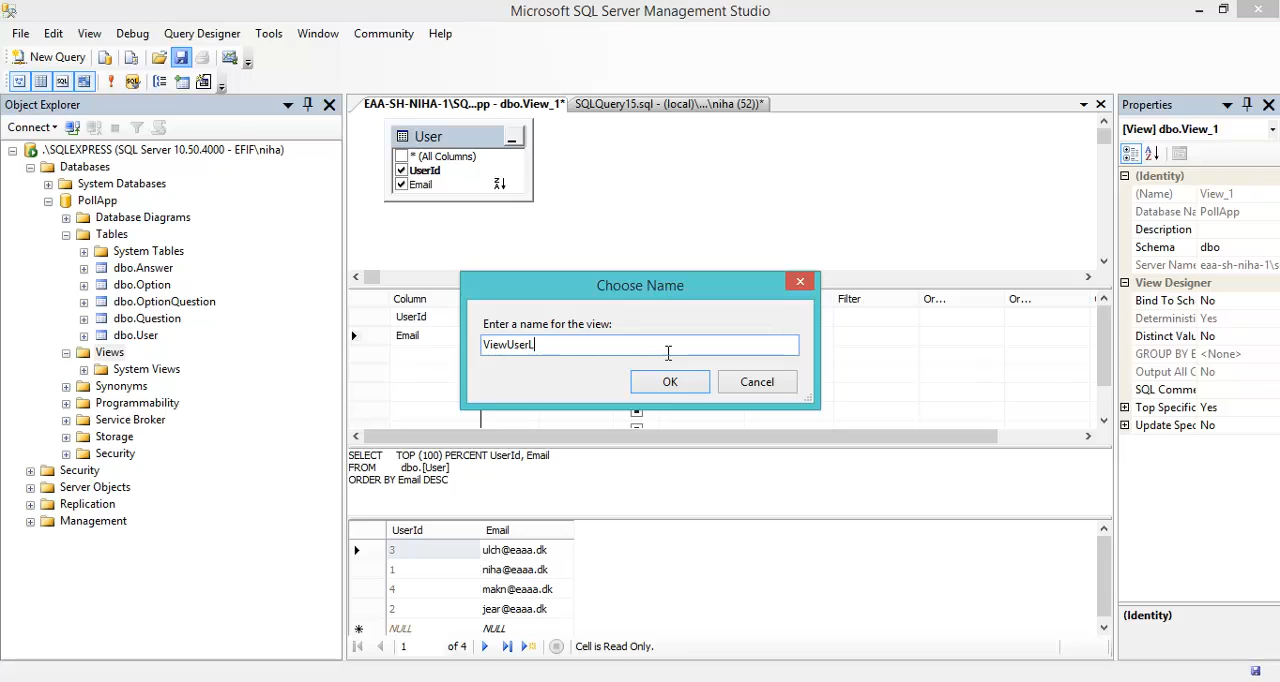 Microsoft SQL Server Management Studio
File Edit View Debug Query Designer Tools Window Community Help
New Query
Object Explorer
Connect
.\SQLEXPRESS (SQL Server 10.50.4000 - EFIF\niha)
Databases
System Databases
PollApp
Database Diagrams
Tables
System Tables
dbo.Answer
dbo.Option
dbo.OptionQuestion
dbo.Question
dbo.User
Views
System Views
Synonyms
Programmability
Service Broker
Storage
Security
Security
Server Objects
Replication
Management
EAA-SH-NIHA-1\SQ...pp - dbo.View_1* SQLQuery15.sql - (local)\...\niha (52))*
User
* (All Columns)
UserId
Email
Column Filter Or... Or...
UserId
Email
Choose Name
Enter a name for the view:
ViewUserL
OK Cancel
SELECT TOP (100) PERCENT UserId, Email
FROM dbo.[User]
ORDER BY Email DESC
UserId Email
3 ulch@eaaa.dk
1 niha@eaaa.dk
4 makn@eaaa.dk
2 jear@eaaa.dk
NULL NULL
1 of 4 Cell is Read Only.
Properties
[View] dbo.View_1
(Identity)
(Name) View_1
Database Na PollApp
Description
Schema dbo
Server Name eaa-sh-niha-1\s
View Designer
Bind To Sch No
Deterministi Yes
Distinct Valu No
GROUP BY E <None>
Output All C No
SQL Comme
Top Specific Yes
Update Spec No
(Identity)